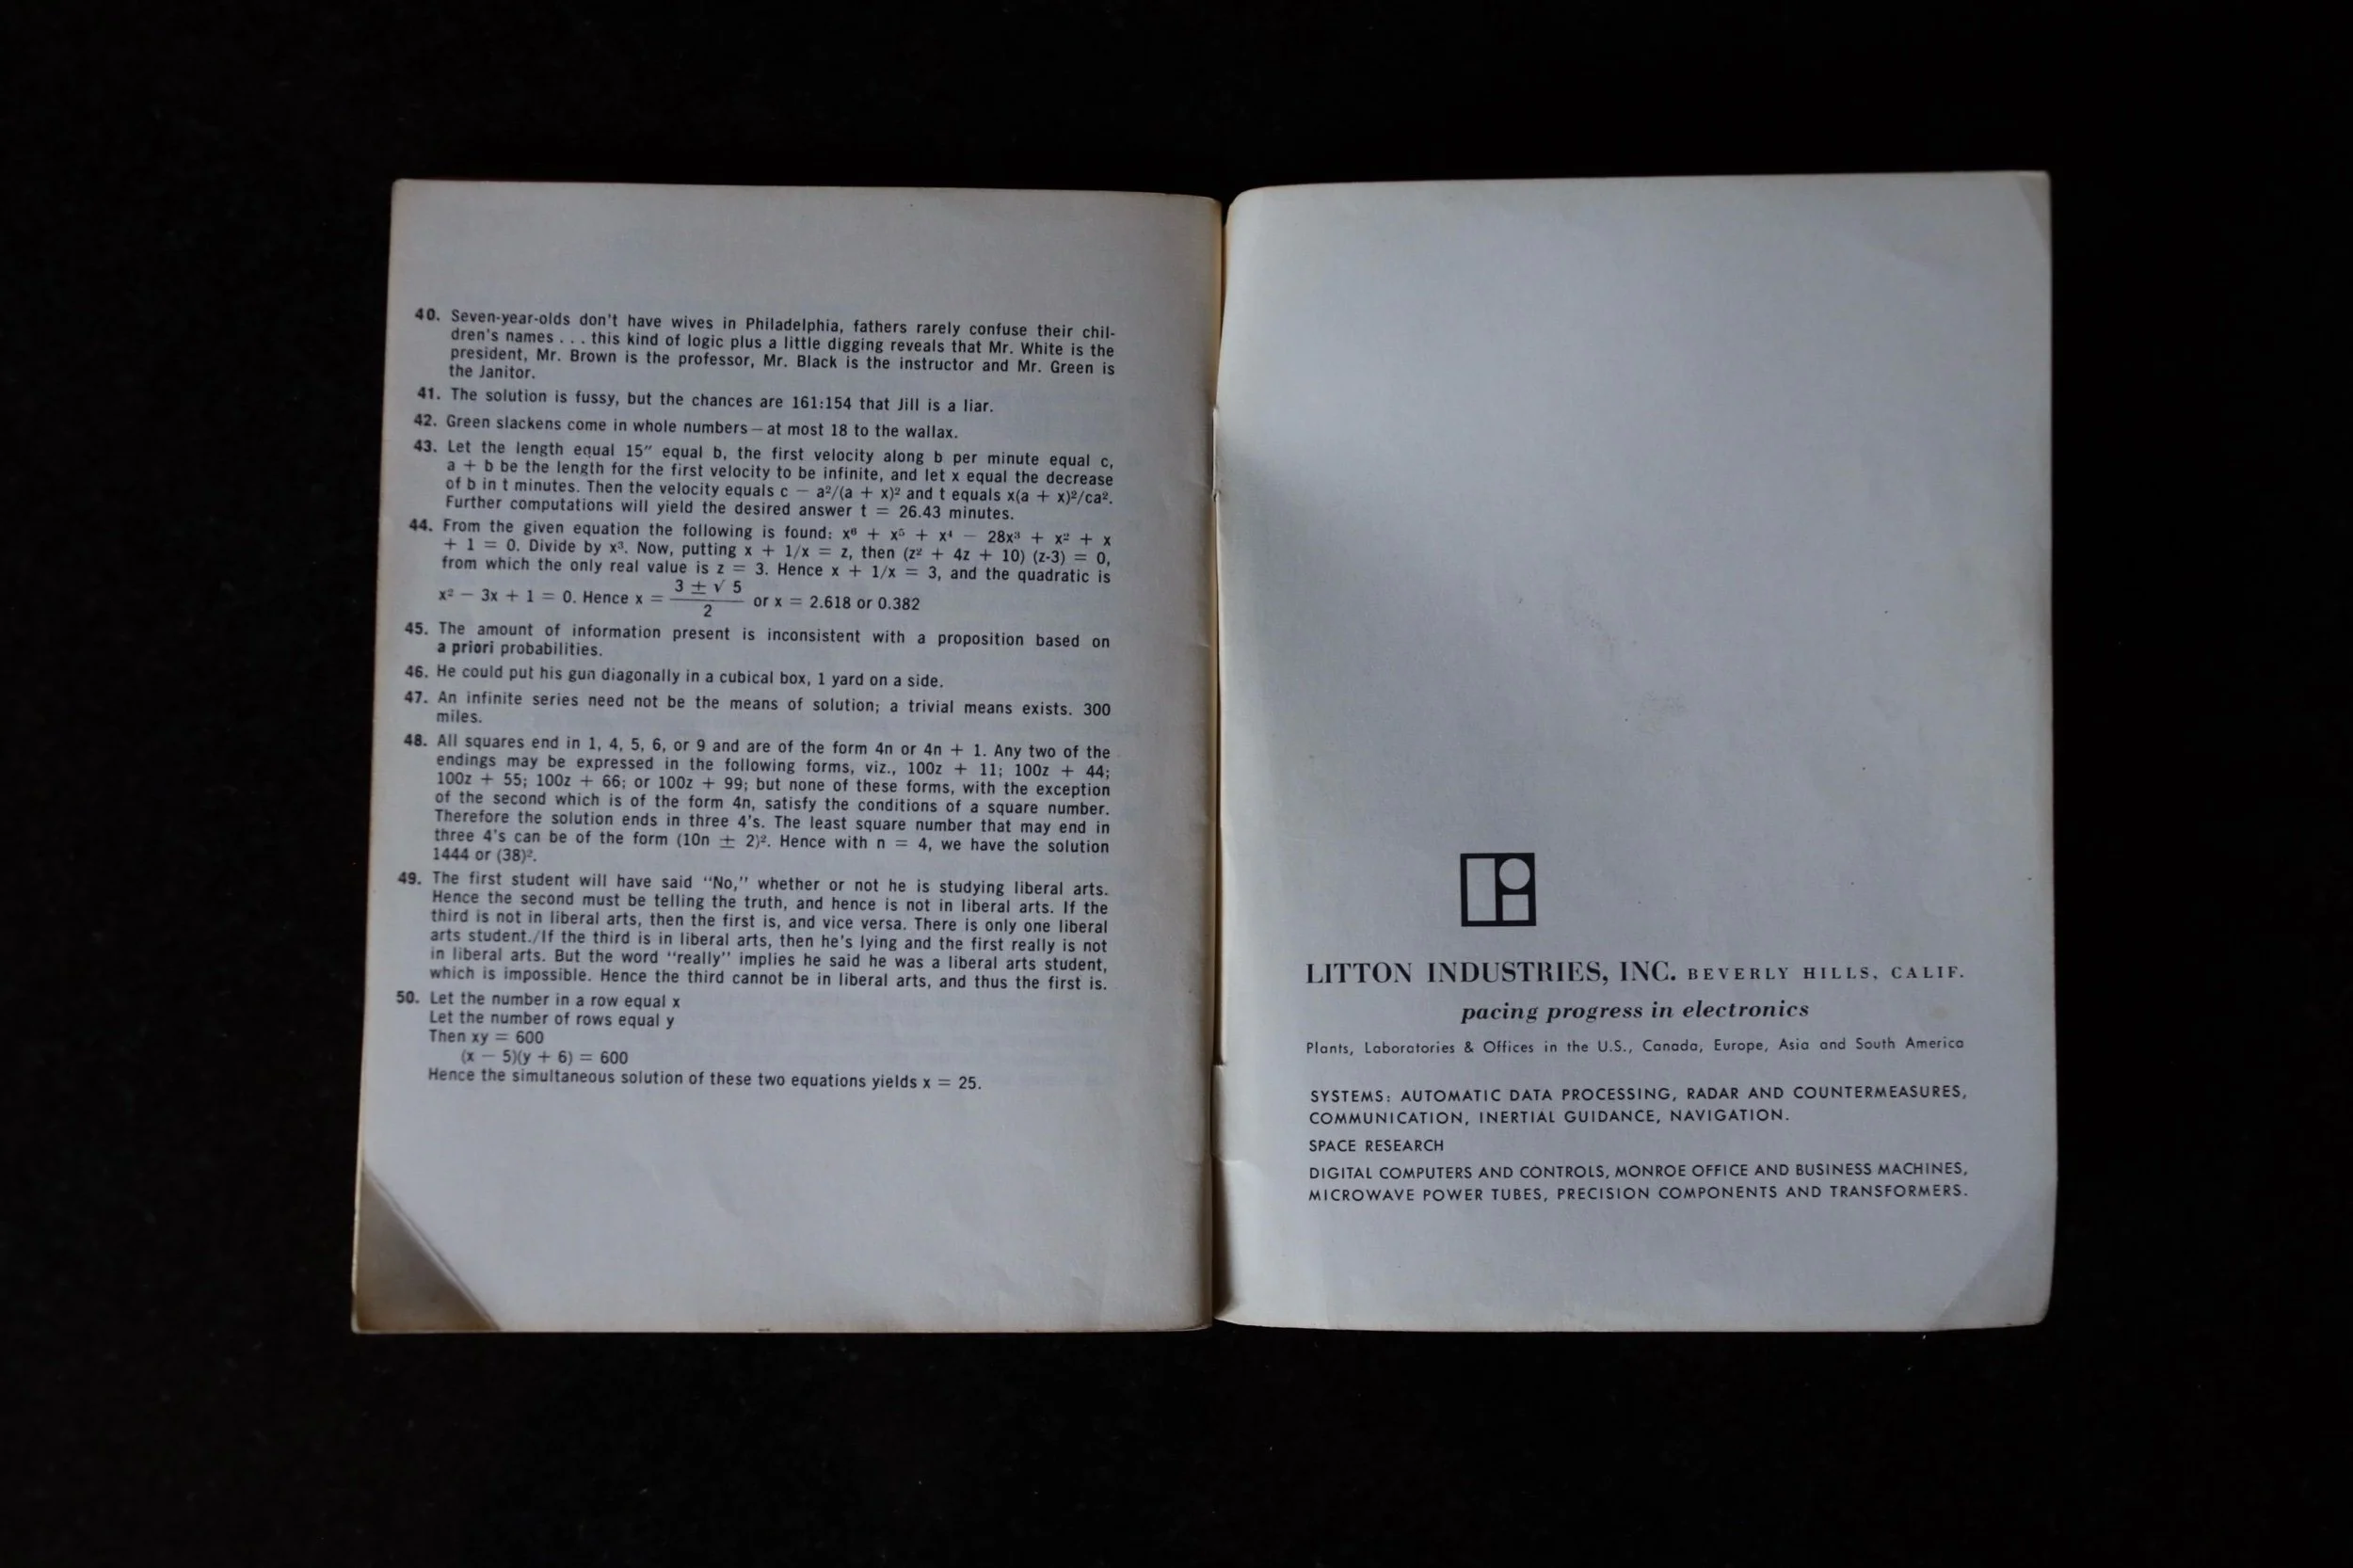 40. Seven-year-olds don't have wives in Philadelphia, fathers rarely confuse their chil-
dren's names . . . this kind of logic plus a little digging reveals that Mr. White is the
president, Mr. Brown is the professor, Mr. Black is the instructor and Mr. Green is
the Janitor.
41. The solution is fussy, but the chances are 161:154 that Jill is a liar.
42. Green slackens come in whole numbers — at most 18 to the wallax.
43. Let the length equal 15″ equal b, the first velocity along b per minute equal c,
a + b be the length for the first velocity to be infinite, and let x equal the decrease
of b in t minutes. Then the velocity equals c − a²/(a + x)² and t equals x(a + x)²/ca².
Further computations will yield the desired answer t = 26.43 minutes.
44. From the given equation the following is found: x⁶ + x⁵ + x⁴ − 28x³ + x² + x
+ 1 = 0. Divide by x³. Now, putting x + 1/x = z, then (z² + 4z + 10) (z-3) = 0,
from which the only real value is z = 3. Hence x + 1/x = 3, and the quadratic is
x² − 3x + 1 = 0. Hence x = (3 ± √ 5)/2 or x = 2.618 or 0.382
45. The amount of information present is inconsistent with a proposition based on
a priori probabilities.
46. He could put his gun diagonally in a cubical box, 1 yard on a side.
47. An infinite series need not be the means of solution; a trivial means exists. 300
miles.
48. All squares end in 1, 4, 5, 6, or 9 and are of the form 4n or 4n + 1. Any two of the
endings may be expressed in the following forms, viz., 100z + 11; 100z + 44;
100z + 55; 100z + 66; or 100z + 99; but none of these forms, with the exception
of the second which is of the form 4n, satisfy the conditions of a square number.
Therefore the solution ends in three 4's. The least square number that may end in
three 4's can be of the form (10n ± 2)². Hence with n = 4, we have the solution
1444 or (38)².
49. The first student will have said “No,” whether or not he is studying liberal arts.
Hence the second must be telling the truth, and hence is not in liberal arts. If the
third is not in liberal arts, then the first is, and vice versa. There is only one liberal
arts student./If the third is in liberal arts, then he's lying and the first really is not
in liberal arts. But the word “really” implies he said he was a liberal arts student,
which is impossible. Hence the third cannot be in liberal arts, and thus the first is.
50. Let the number in a row equal x
Let the number of rows equal y
Then xy = 600
(x − 5)(y + 6) = 600
Hence the simultaneous solution of these two equations yields x = 25.
LITTON INDUSTRIES, INC. BEVERLY HILLS, CALIF.
pacing progress in electronics
Plants, Laboratories & Offices in the U.S., Canada, Europe, Asia and South America
SYSTEMS: AUTOMATIC DATA PROCESSING, RADAR AND COUNTERMEASURES,
COMMUNICATION, INERTIAL GUIDANCE, NAVIGATION.
SPACE RESEARCH
DIGITAL COMPUTERS AND CONTROLS, MONROE OFFICE AND BUSINESS MACHINES,
MICROWAVE POWER TUBES, PRECISION COMPONENTS AND TRANSFORMERS.